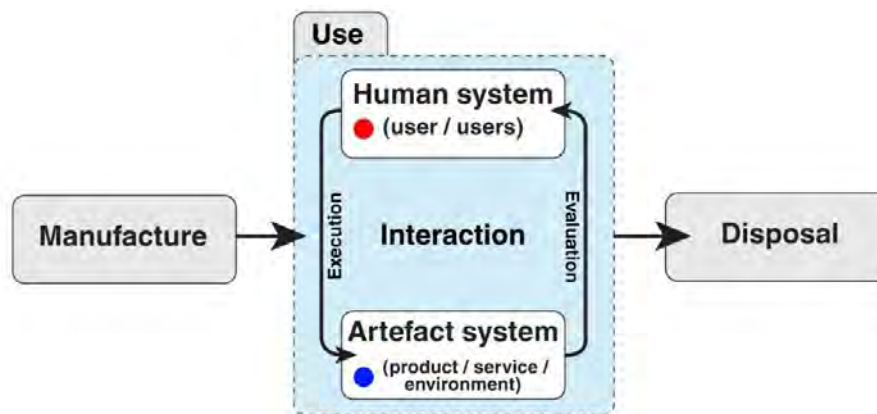 Use
Human system
(user / users)
Manufacture
Execution
Interaction
Evaluation
Disposal
Artefact system
(product / service /
environment)